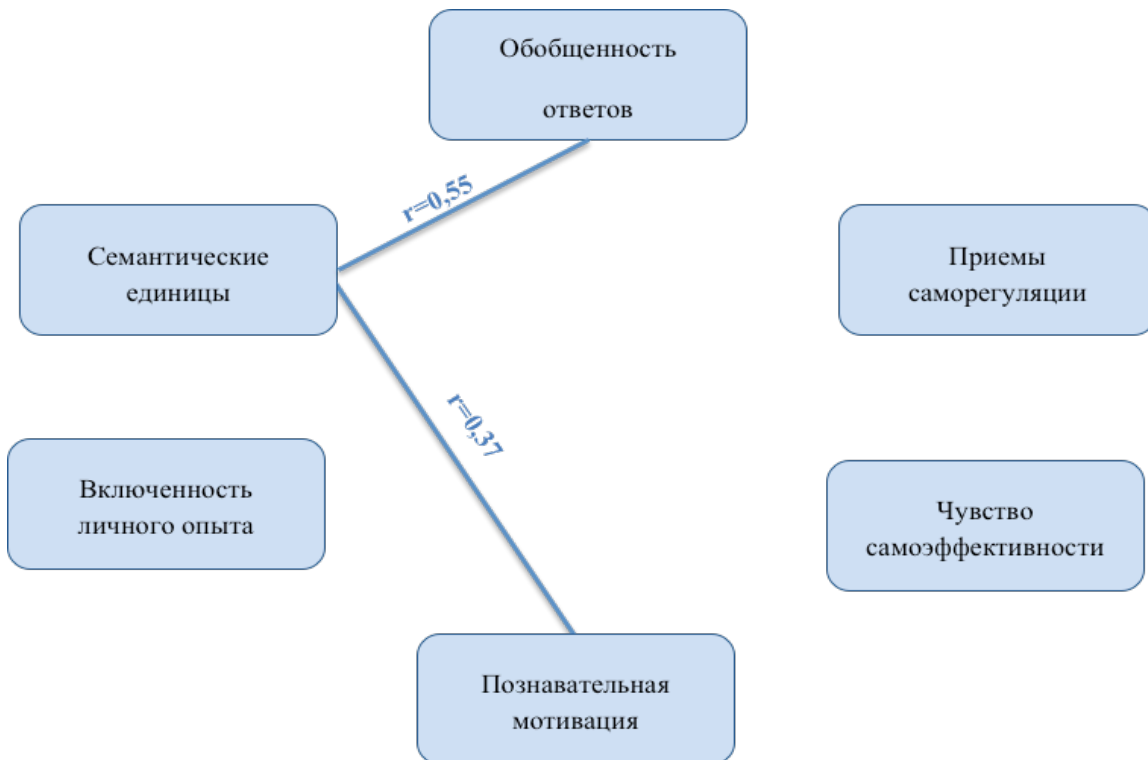 Обобщенность
ответов
r=0,55
Семантические
единицы
Приемы
саморегуляции
r=0,37
Включенность
личного опыта
Чувство
самоэффективности
Познавательная
мотивация